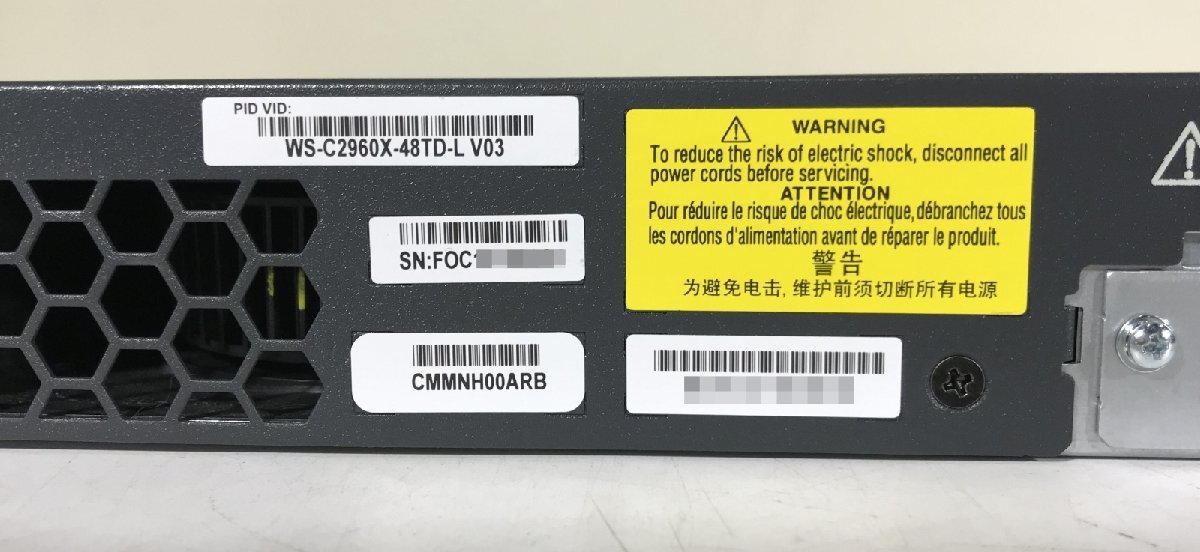 PID VID:
WS-C2960X-48TD-L V03
SN:FOC
CMMNH00ARB
WARNING
To reduce the risk of electric shock, disconnect all
power cords before servicing.
ATTENTION
Pour réduire le risque de choc électrique, débranchez tous
les cordons d'alimentation avant de réparer le produit.
警告
为避免电击, 维护前须切断所有电源